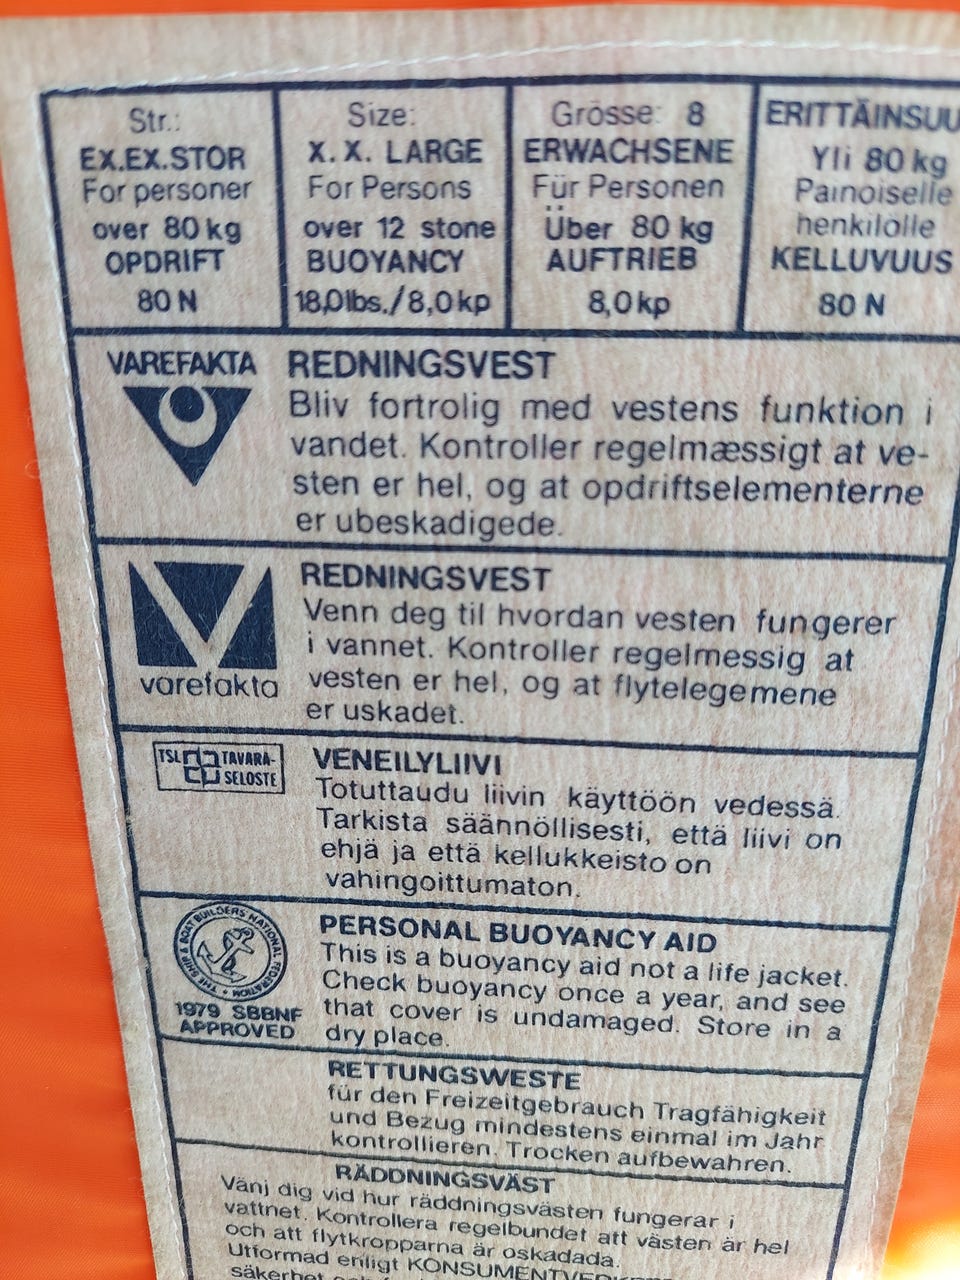 Str.:
EX.EX.STOR
For personer
over 80 kg
OPDRIFT
80 N
Size:
X. X. LARGE
For Persons
over 12 stone
BUOYANCY
18,0lbs./8,0kp
Grösse: 8
ERWACHSENE
Für Personen
Über 80 kg
AUFTRIEB
8,0kp
Yli 80 kg
Painoiselle
henkilölle
KELLUVUUS
80 N
VAREFAKTA
REDNINGSVEST
Bliv fortrolig med vestens funktion i
vandet. Kontroller regelmæssigt at ve-
sten er hel, og at opdriftselementerne
er ubeskadigede.
varefakta
REDNINGSVEST
Venn deg til hvordan vesten fungerer
i vannet. Kontroller regelmessig at
vesten er hel, og at flytelegemene
er uskadet.
TSL TAVARA-
SELOSTE
VENEILYLIIVI
Totuttaudu liivin käyttöön vedessä.
Tarkista säännöllisesti, että liivi on
ehjä ja että kellukkeisto on
vahingoittumaton.
THE SHIP & BOAT BUILDERS NATIONAL FEDERATION
1979 SBBNF
APPROVED
PERSONAL BUOYANCY AID
This is a buoyancy aid not a life jacket.
Check buoyancy once a year, and see
that cover is undamaged. Store in a
dry place.
RETTUNGSWESTE
für den Freizeitgebrauch Tragfähigkeit
und Bezug mindestens einmal im Jahr
kontrollieren. Trocken aufbewahren.
RÄDDNINGSVÄST
Vänj dig vid hur räddningsvästen fungerar i
vattnet. Kontrollera regelbundet att västen är hel
och att flytkropparna är oskadada.
Utformad enligt
säkerhet